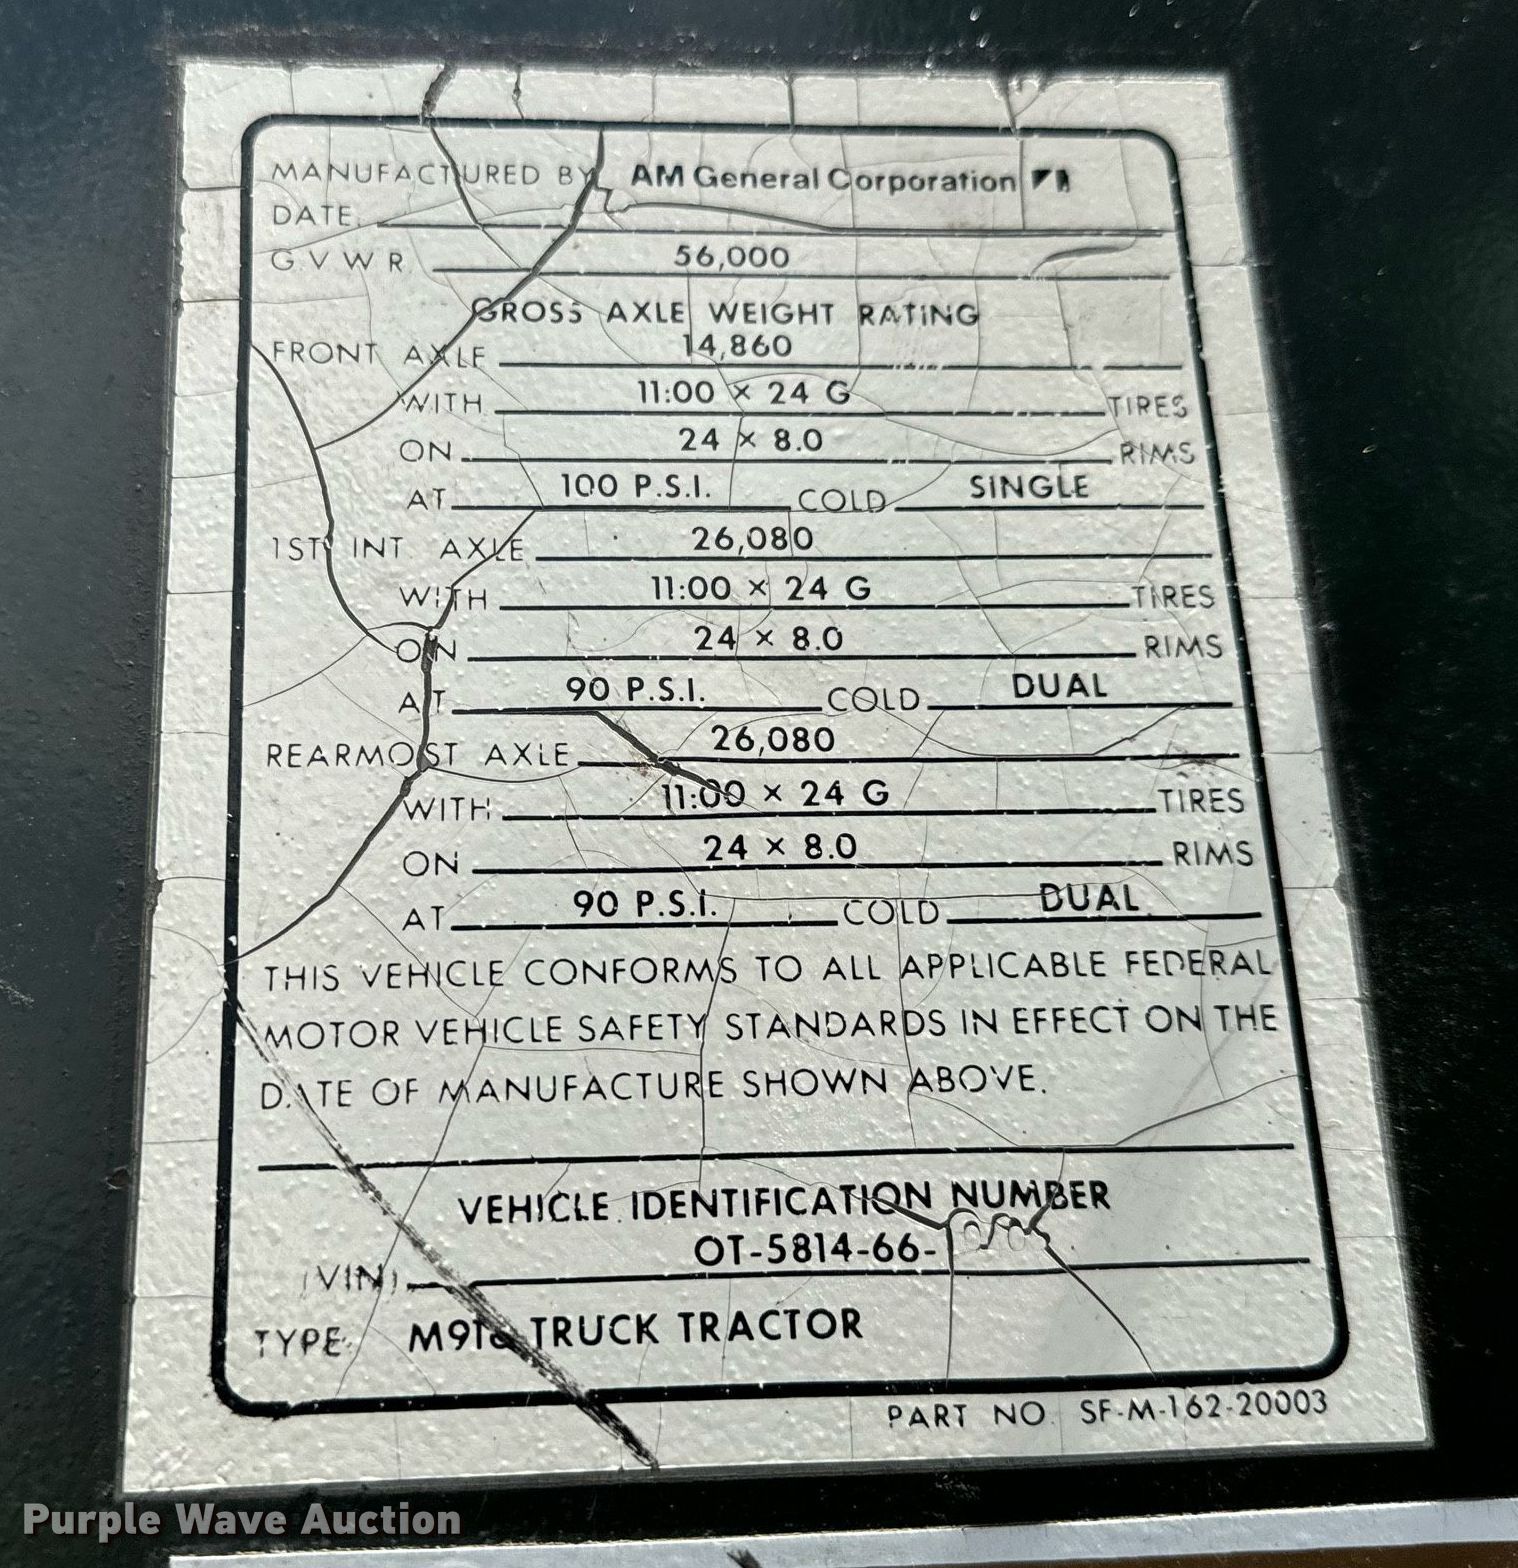 MANUFACTURED BY AM General Corporation
DATE
G.V.W.R. 56,000
GROSS AXLE WEIGHT RATING
FRONT AXLE 14,860
WITH 11:00 × 24 G TIRES
ON 24 × 8.0 RIMS
AT 100 P.S.I. COLD SINGLE
1ST INT AXLE 26,080
WITH 11:00 × 24 G TIRES
ON 24 × 8.0 RIMS
AT 90 P.S.I. COLD DUAL
REARMOST AXLE 26,080
WITH 11:00 × 24 G TIRES
ON 24 × 8.0 RIMS
AT 90 P.S.I. COLD DUAL
THIS VEHICLE CONFORMS TO ALL APPLICABLE FEDERAL
MOTOR VEHICLE SAFETY STANDARDS IN EFFECT ON THE
DATE OF MANUFACTURE SHOWN ABOVE.
VEHICLE IDENTIFICATION NUMBER
(VIN) OT-5814-66-
TYPE: TRUCK TRACTOR
PART NO. SF-M-162-20003
Purple Wave Auction